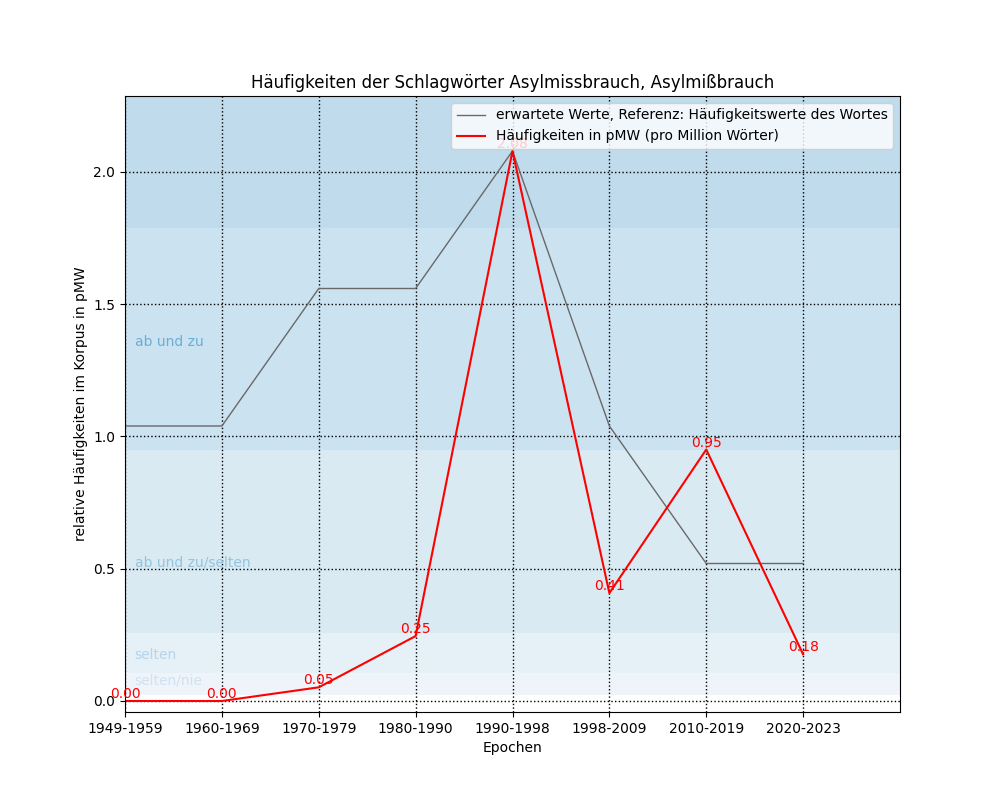 Häufigkeiten der Schlagwörter Asylmissbrauch, Asylmißbrauch
erwartete Werte, Referenz: Häufigkeitswerte des Wortes
Häufigkeiten in pMW (pro Million Wörter)
2.08
2.0
1.5
ab und zu
relative Häufigkeiten im Korpus in pMW
1.0
0.95
ab und zu/selten
0.5
0.41
0.25
selten
0.18
selten/nie
0.05
0.00
0.00
0.0
1949-1959
1960-1969
1970-1979
1980-1990
1990-1998
1998-2009
2010-2019
2020-2023
Epochen